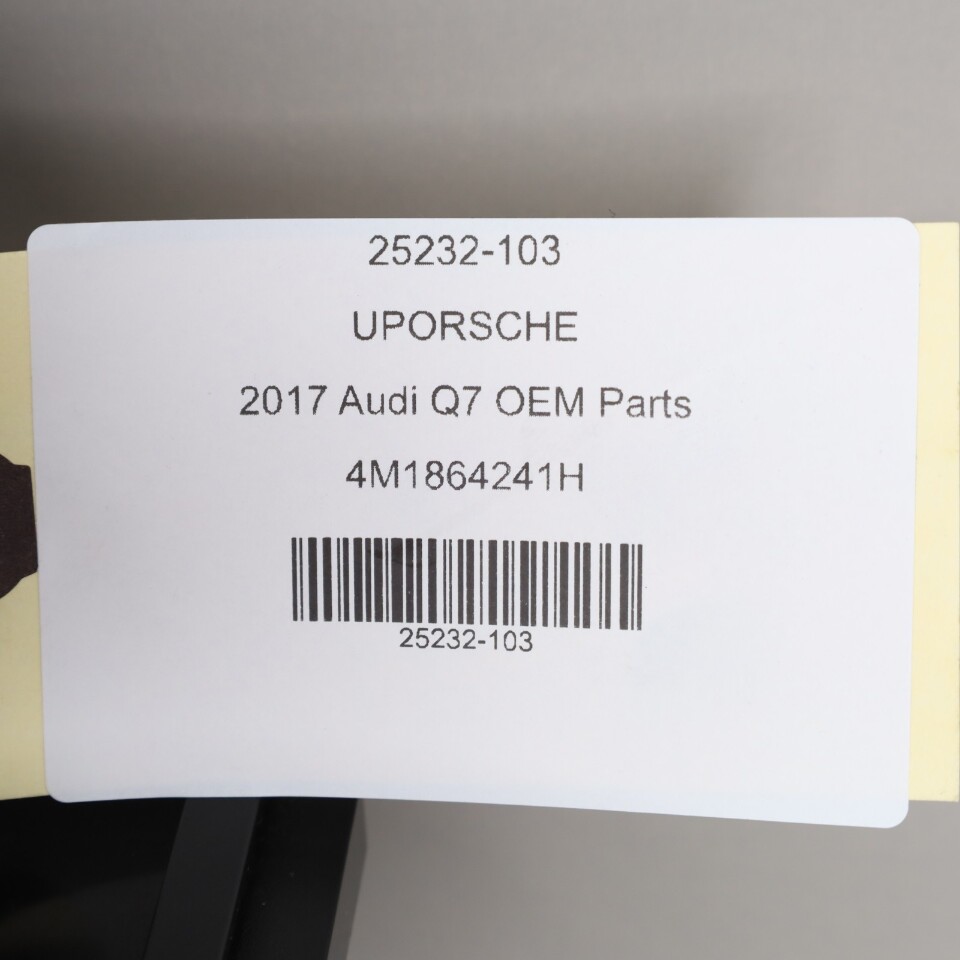 25232-103
UPORSCHE
2017 Audi Q7 OEM Parts
4M1864241H
25232-103